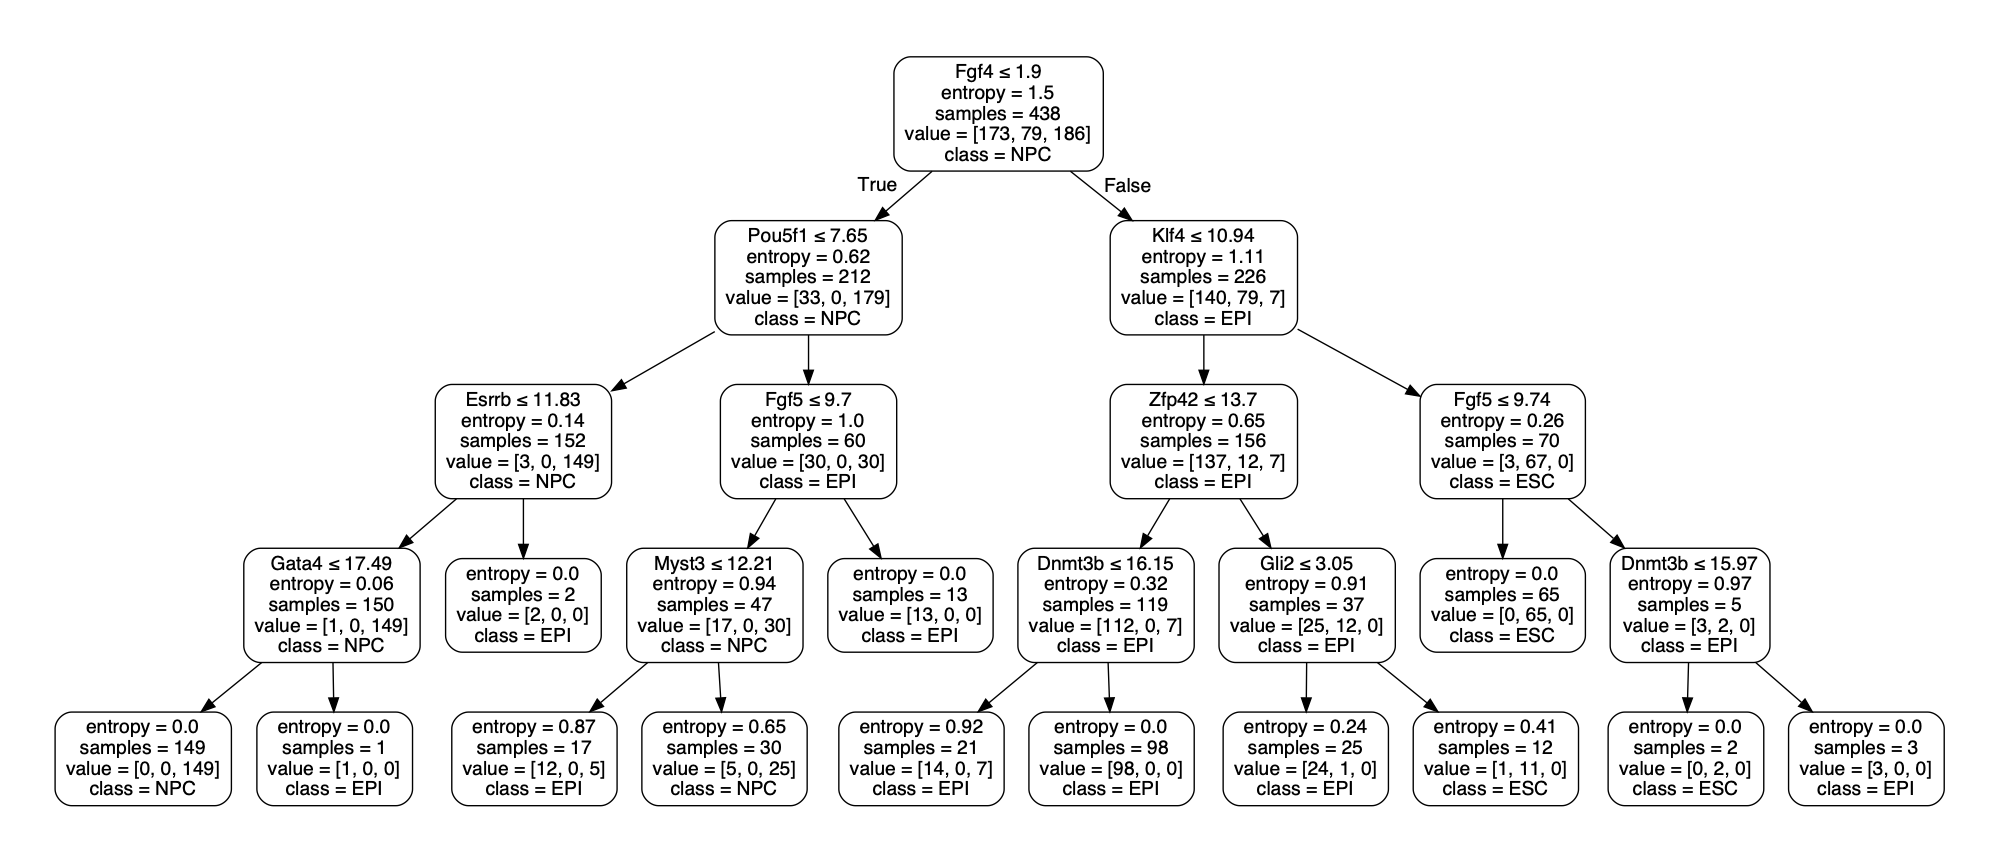 Fgf4 ≤ 1.9
entropy = 1.5
samples = 438
value = [173, 79, 186]
class = NPC
True
False
Pou5f1 ≤ 7.65
entropy = 0.62
samples = 212
value = [33, 0, 179]
class = NPC
Klf4 ≤ 10.94
entropy = 1.11
samples = 226
value = [140, 79, 7]
class = EPI
Esrrb ≤ 11.83
entropy = 0.14
samples = 152
value = [3, 0, 149]
class = NPC
Fgf5 ≤ 9.7
entropy = 1.0
samples = 60
value = [30, 0, 30]
class = EPI
Zfp42 ≤ 13.7
entropy = 0.65
samples = 156
value = [137, 12, 7]
class = EPI
Fgf5 ≤ 9.74
entropy = 0.26
samples = 70
value = [3, 67, 0]
class = ESC
Gata4 ≤ 17.49
entropy = 0.06
samples = 150
value = [1, 0, 149]
class = NPC
entropy = 0.0
samples = 2
value = [2, 0, 0]
class = EPI
Myst3 ≤ 12.21
entropy = 0.94
samples = 47
value = [17, 0, 30]
class = NPC
entropy = 0.0
samples = 13
value = [13, 0, 0]
class = EPI
Dnmt3b ≤ 16.15
entropy = 0.32
samples = 119
value = [112, 0, 7]
class = EPI
Gli2 ≤ 3.05
entropy = 0.91
samples = 37
value = [25, 12, 0]
class = EPI
entropy = 0.0
samples = 65
value = [0, 65, 0]
class = ESC
Dnmt3b ≤ 15.97
entropy = 0.97
samples = 5
value = [3, 2, 0]
class = EPI
entropy = 0.0
samples = 149
value = [0, 0, 149]
class = NPC
entropy = 0.0
samples = 1
value = [1, 0, 0]
class = EPI
entropy = 0.87
samples = 17
value = [12, 0, 5]
class = EPI
entropy = 0.65
samples = 30
value = [5, 0, 25]
class = NPC
entropy = 0.92
samples = 21
value = [14, 0, 7]
class = EPI
entropy = 0.0
samples = 98
value = [98, 0, 0]
class = EPI
entropy = 0.24
samples = 25
value = [24, 1, 0]
class = EPI
entropy = 0.41
samples = 12
value = [1, 11, 0]
class = ESC
entropy = 0.0
samples = 2
value = [0, 2, 0]
class = ESC
entropy = 0.0
samples = 3
value = [3, 0, 0]
class = EPI